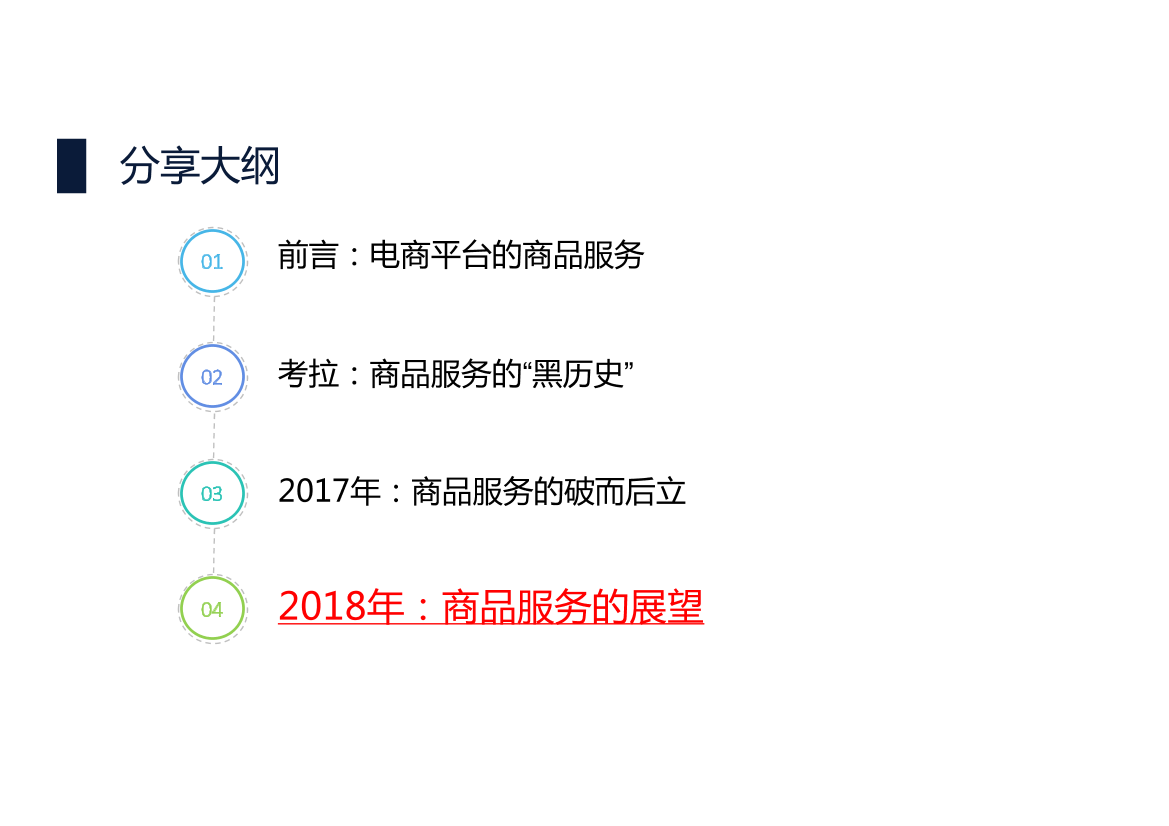 分享大纲
01
前言：电商平台的商品服务
02
考拉：商品服务的“黑历史”
03
2017年：商品服务的破而后立
04
2018年：商品服务的展望